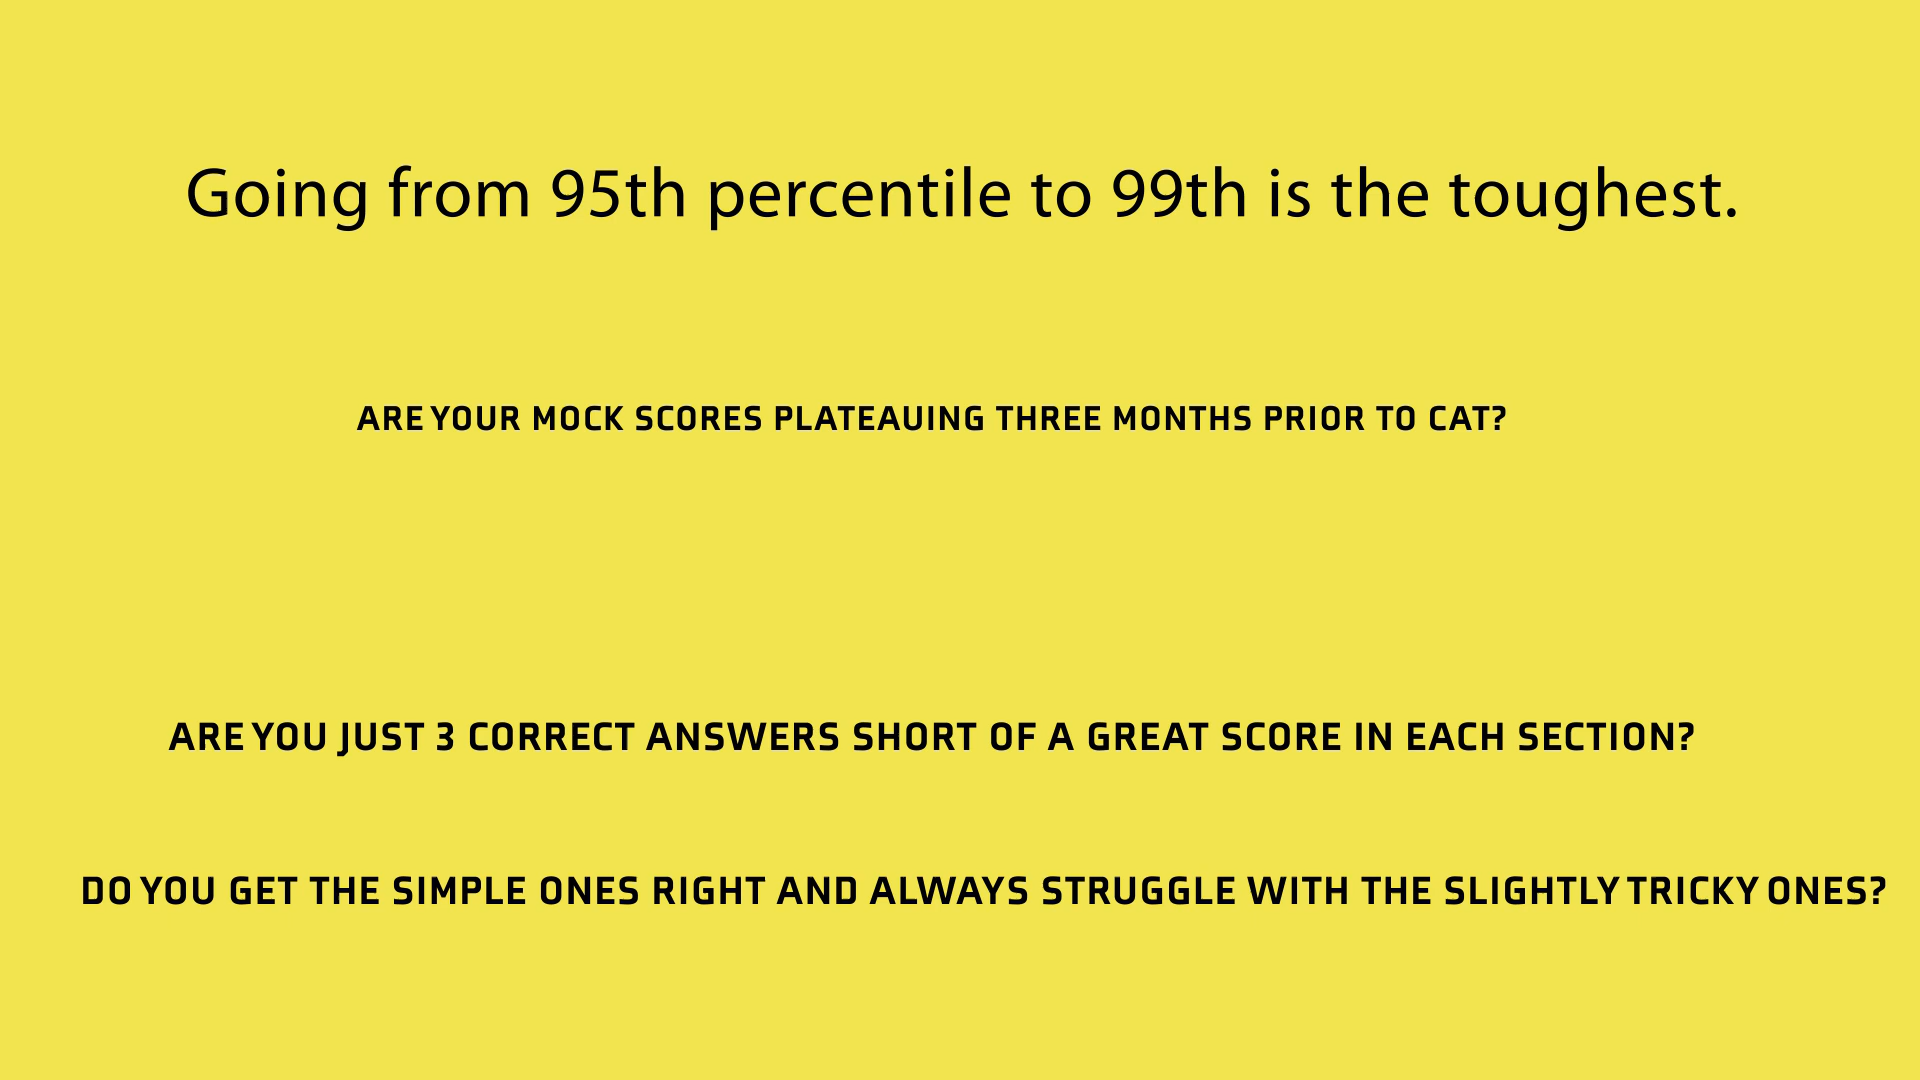 Going from 95th percentile to 99th is the toughest.
ARE YOUR MOCK SCORES PLATEAUING THREE MONTHS PRIOR TO CAT?
ARE YOU JUST 3 CORRECT ANSWERS SHORT OF A GREAT SCORE IN EACH SECTION?
DO YOU GET THE SIMPLE ONES RIGHT AND ALWAYS STRUGGLE WITH THE SLIGHTLY TRICKY ONES?